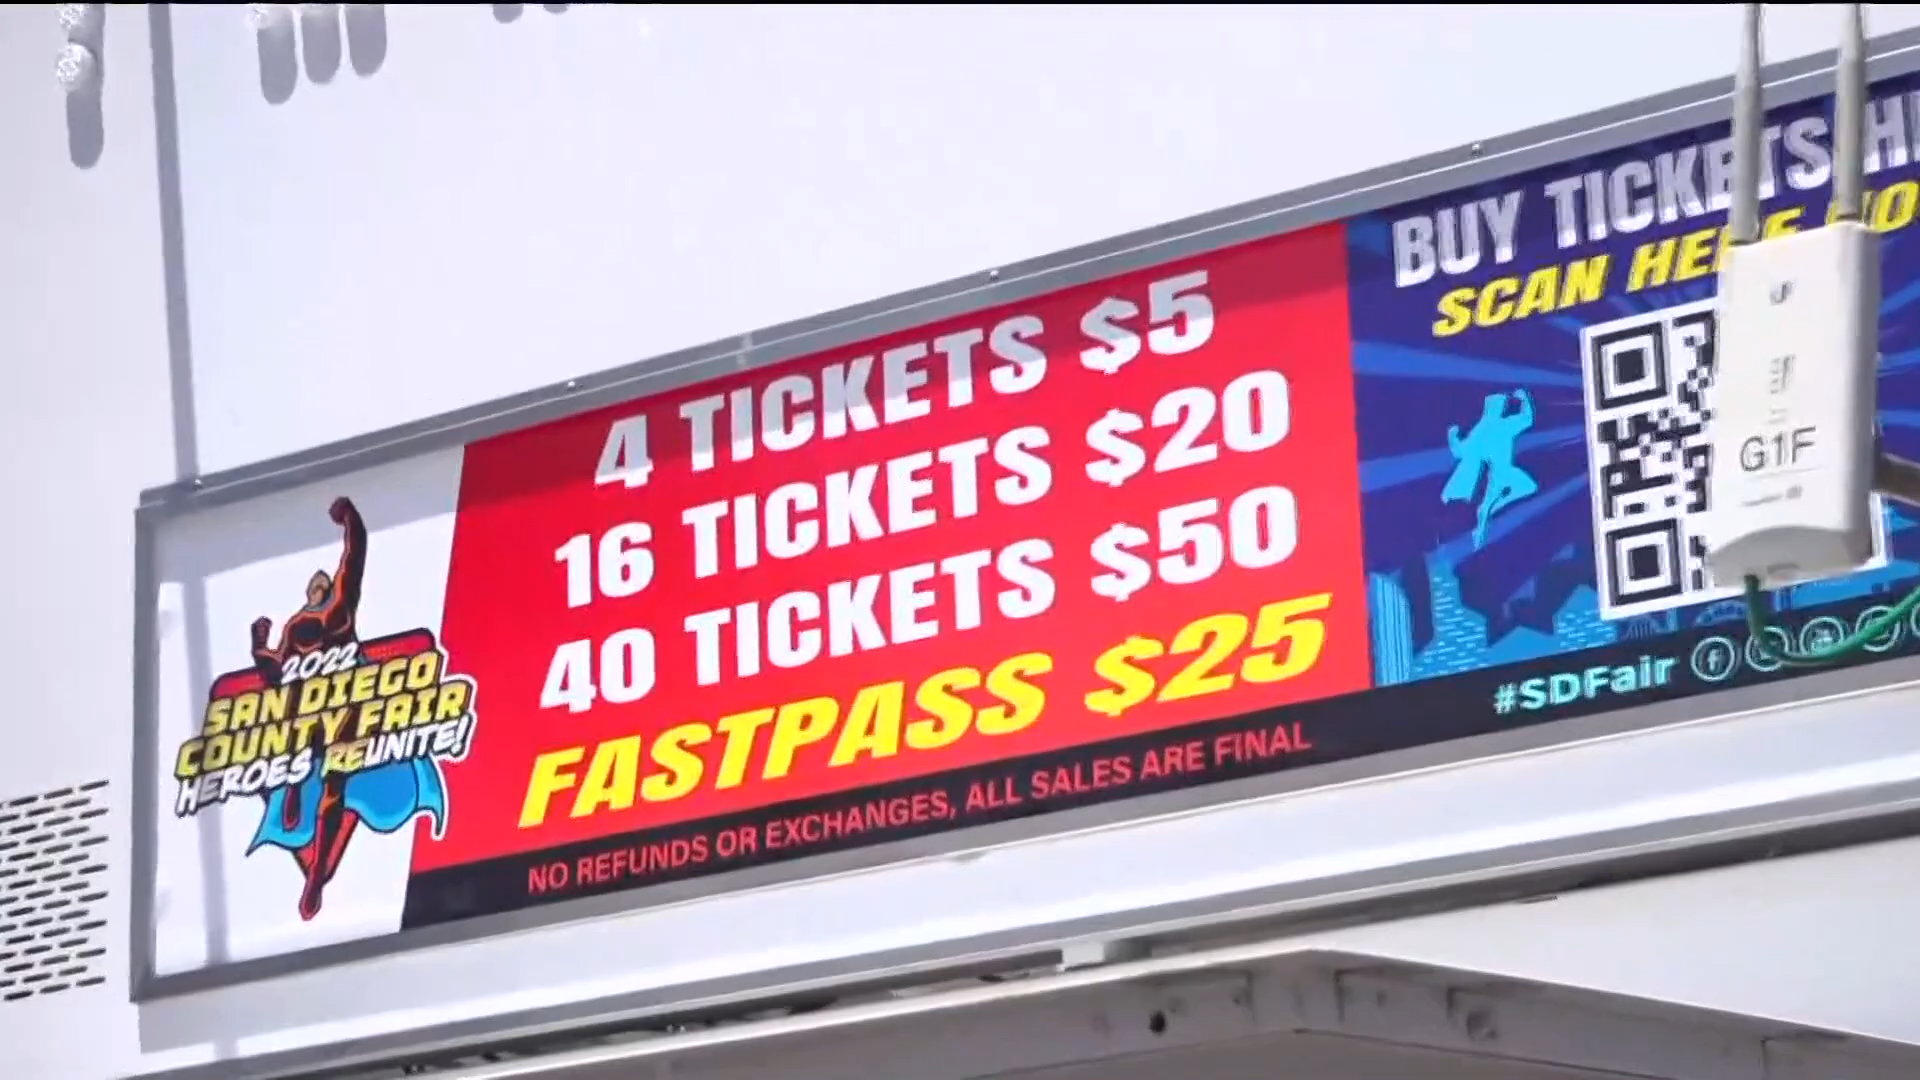 2022
SAN DIEGO
COUNTY FAIR
HEROES REUNITE!
4 TICKETS $5
16 TICKETS $20
40 TICKETS $50
FASTPASS $25
NO REFUNDS OR EXCHANGES, ALL SALES ARE FINAL
BUY TICKETS
SCAN
#SDFair
G1F